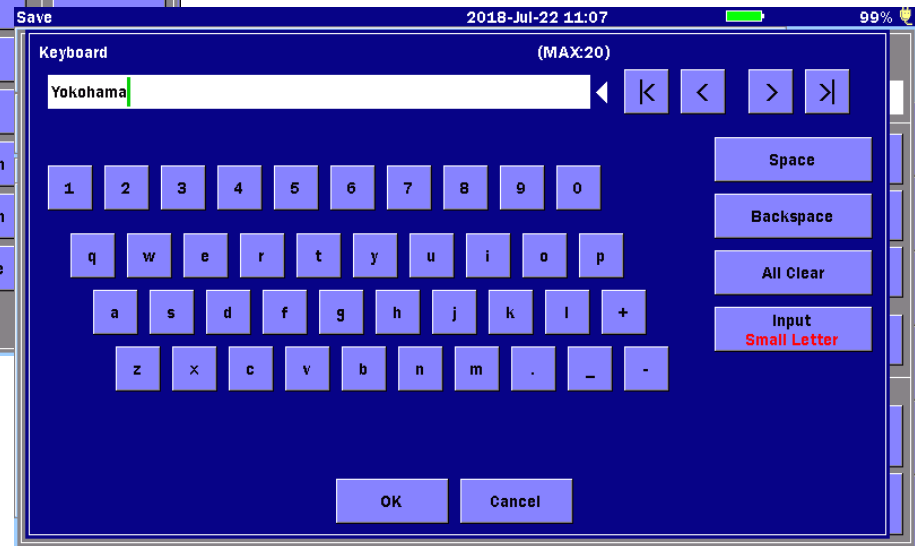 Save 2018-Jul-22 11:07 99%
Keyboard (MAX:20)
Yokohama
|< < > >|
Space
1 2 3 4 5 6 7 8 9 0
Backspace
q w e r t y u i o p
All Clear
a s d f g h j k l +
Input
Small Letter
z x c v b n m . _ -
OK Cancel